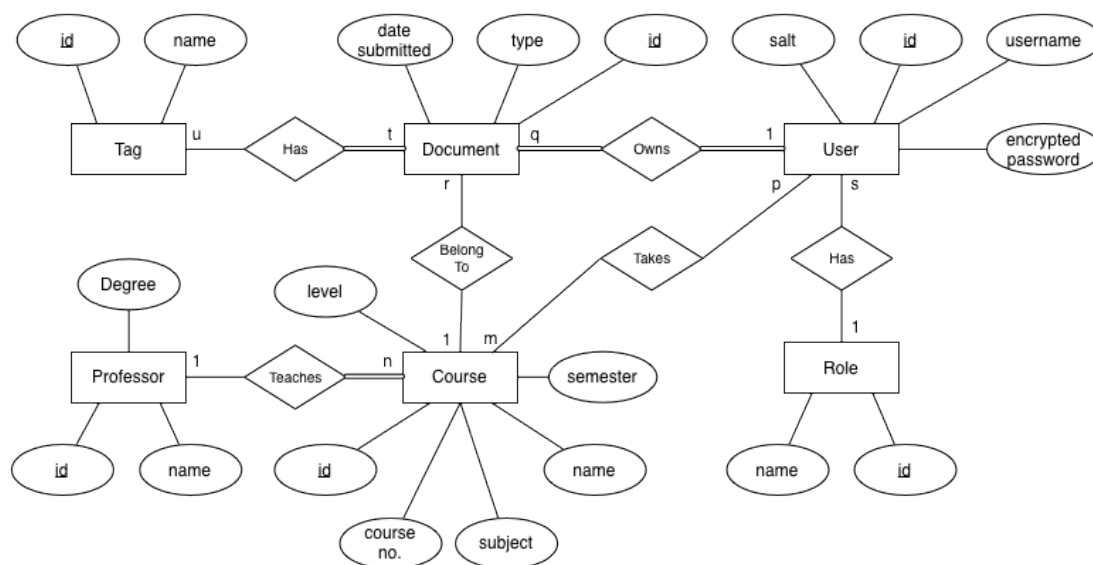 id
name
date
submitted
type
id
salt
id
username
Tag
u
Has
t
Document
q
Owns
1
User
encrypted
password
r
p
s
Belong
To
Takes
Has
Degree
level
1
m
1
Professor
1
Teaches
n
Course
semester
Role
id
name
id
name
name
id
course
no.
subject